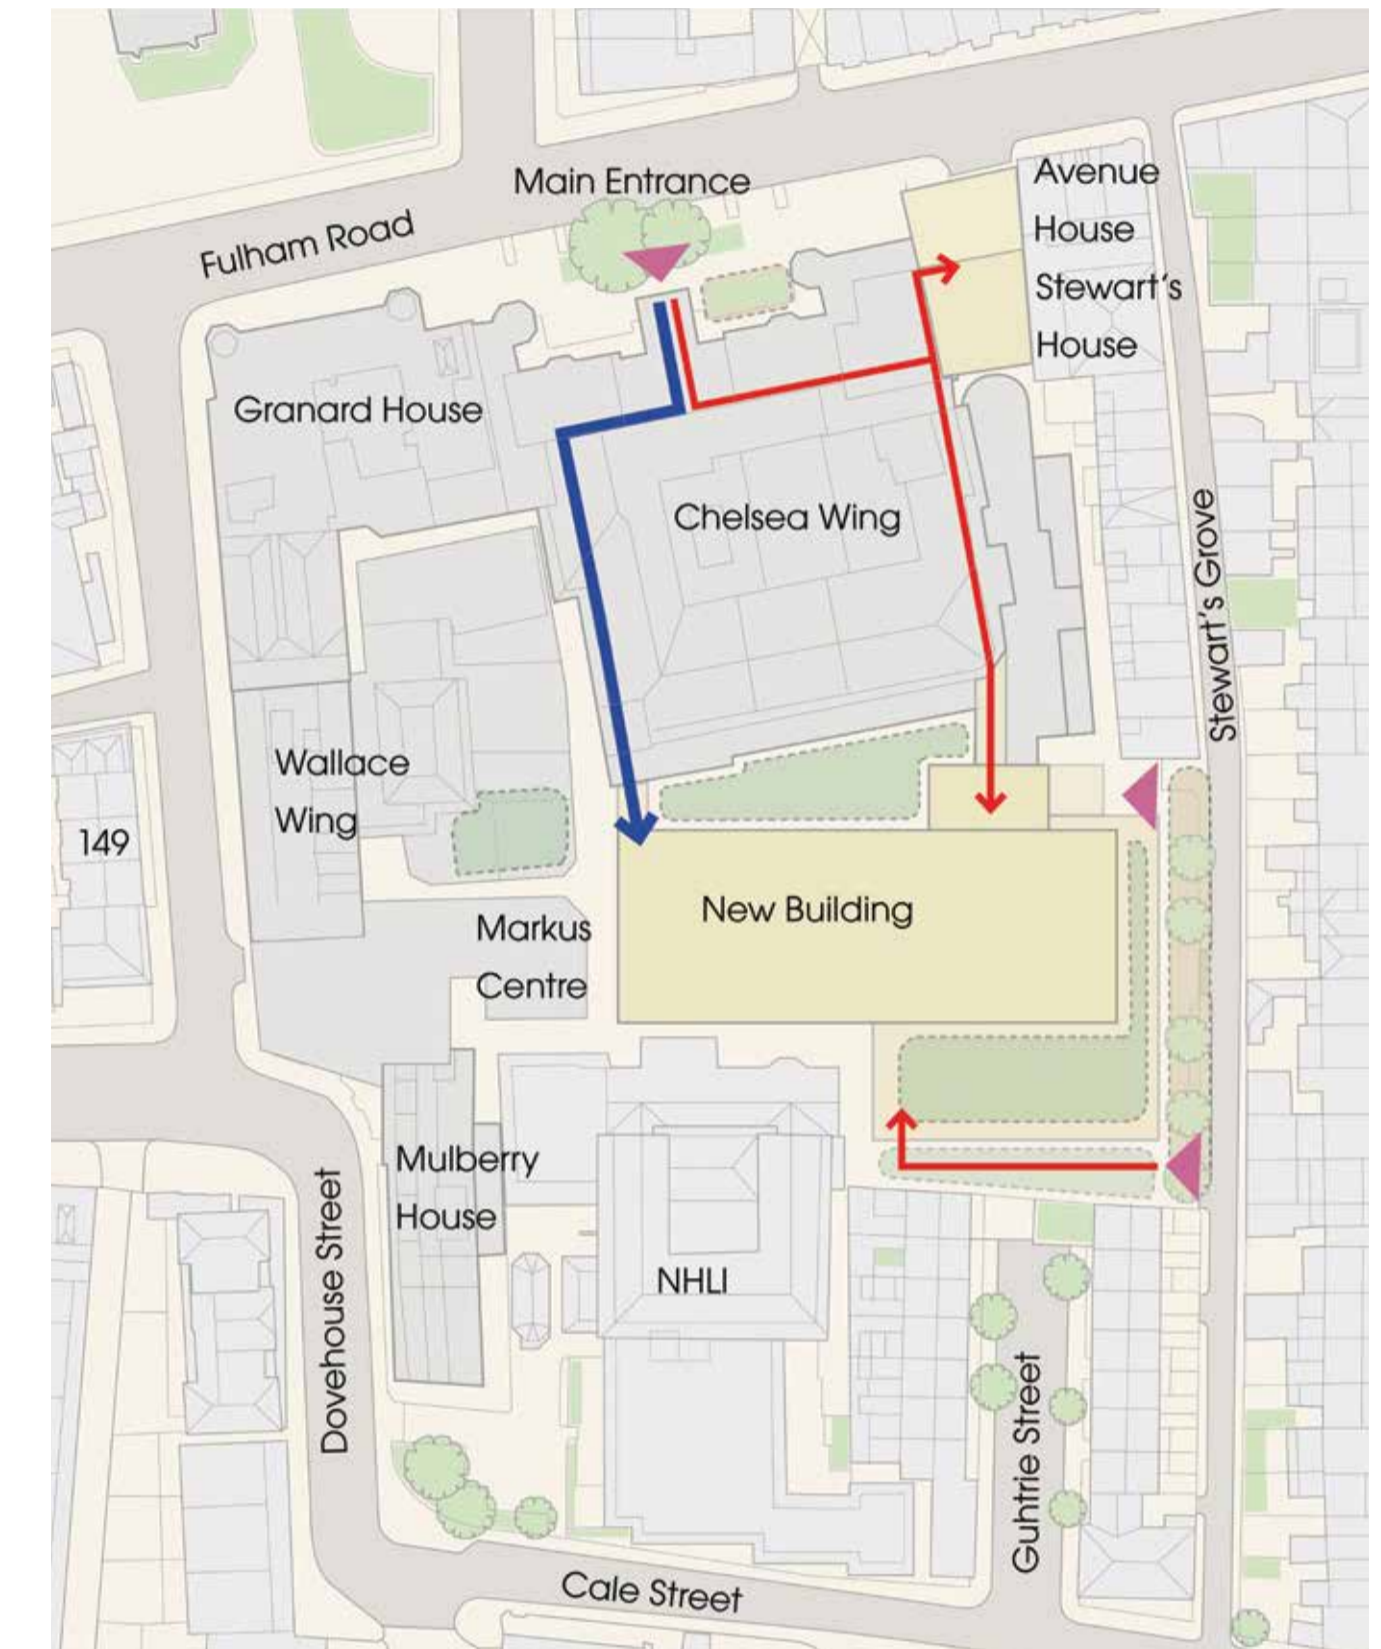 Main Entrance
Avenue
House
Fulham Road
Stewart's
House
Granard House
Chelsea Wing
Stewart's Grove
Wallace
Wing
149
New Building
Markus
Centre
Mulberry
House
Dovehouse Street
NHLI
Guhtrie Street
Cale Street